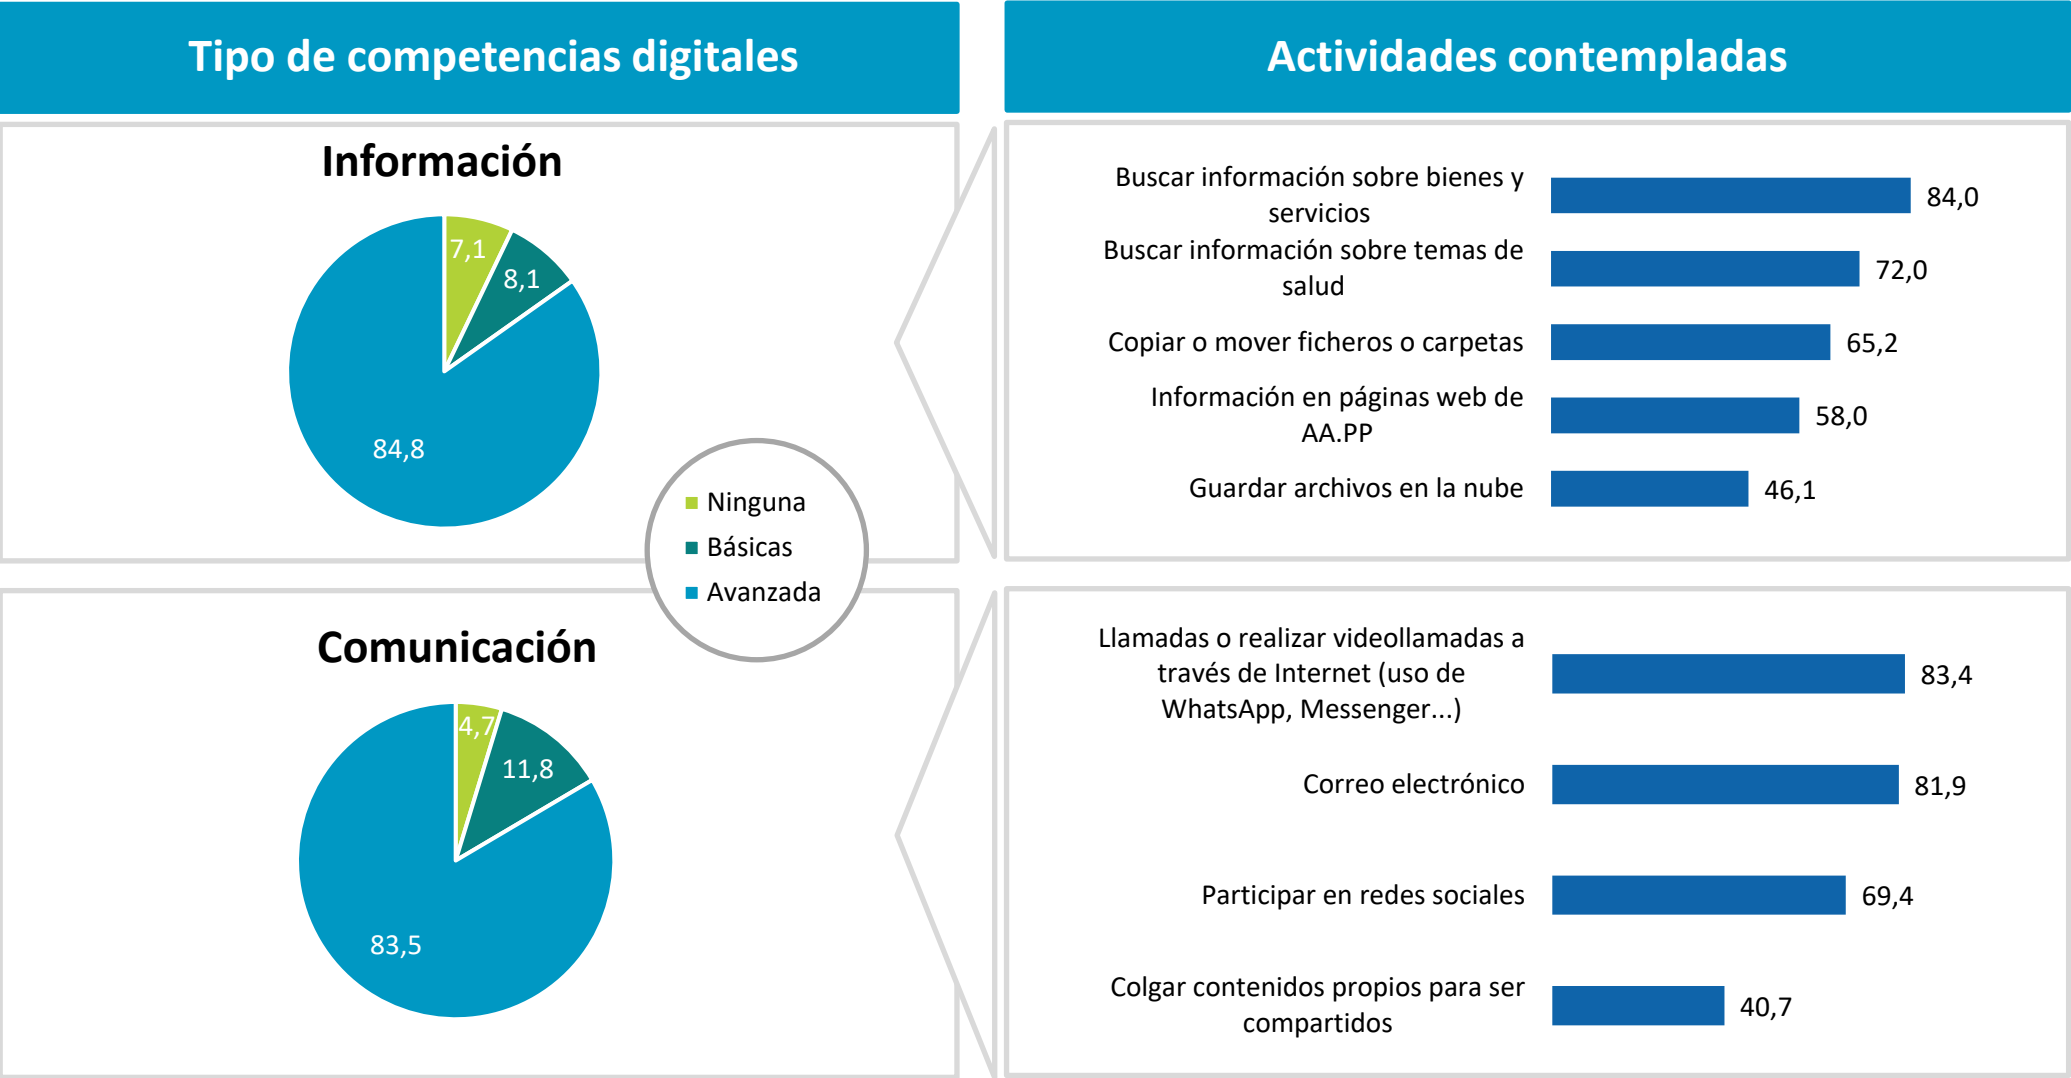 Tipo de competencias digitales
Actividades contempladas
Información
7,1
8,1
84,8
Buscar información sobre bienes y
servicios
84,0
Buscar información sobre temas de
salud
72,0
Copiar o mover ficheros o carpetas
65,2
Información en páginas web de
AA.PP
58,0
Guardar archivos en la nube
46,1
Ninguna
Básicas
Avanzada
Comunicación
4,7
11,8
83,5
Llamadas o realizar videollamadas a
través de Internet (uso de
WhatsApp, Messenger...)
83,4
Correo electrónico
81,9
Participar en redes sociales
69,4
Colgar contenidos propios para ser
compartidos
40,7